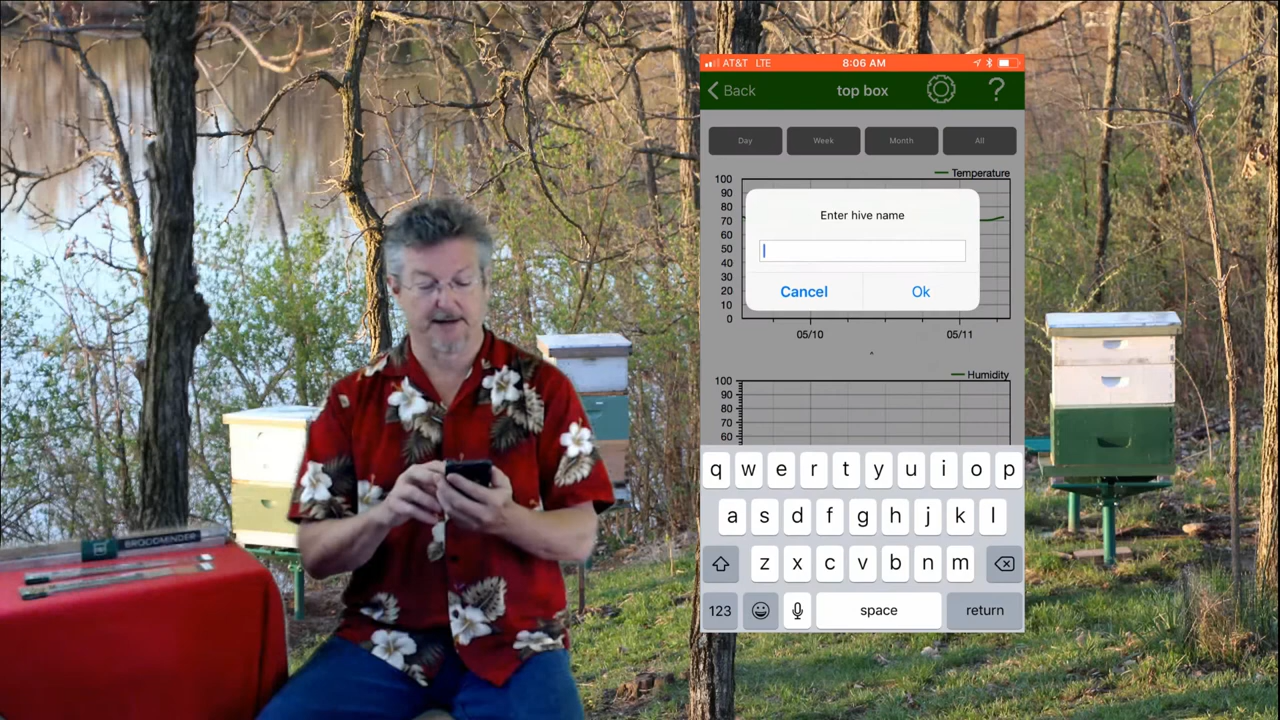 AT&T LTE 8:06 AM
Back top box ?
Day Week Month All
Temperature
100
90
80
70
60
50
40
30
20
10
0
Enter hive name
Cancel Ok
05/10 05/11
Humidity
100
90
80
70
60
q w e r t y u i o p
a s d f g h j k l
z x c v b n m
123 space return
BROODMINDER